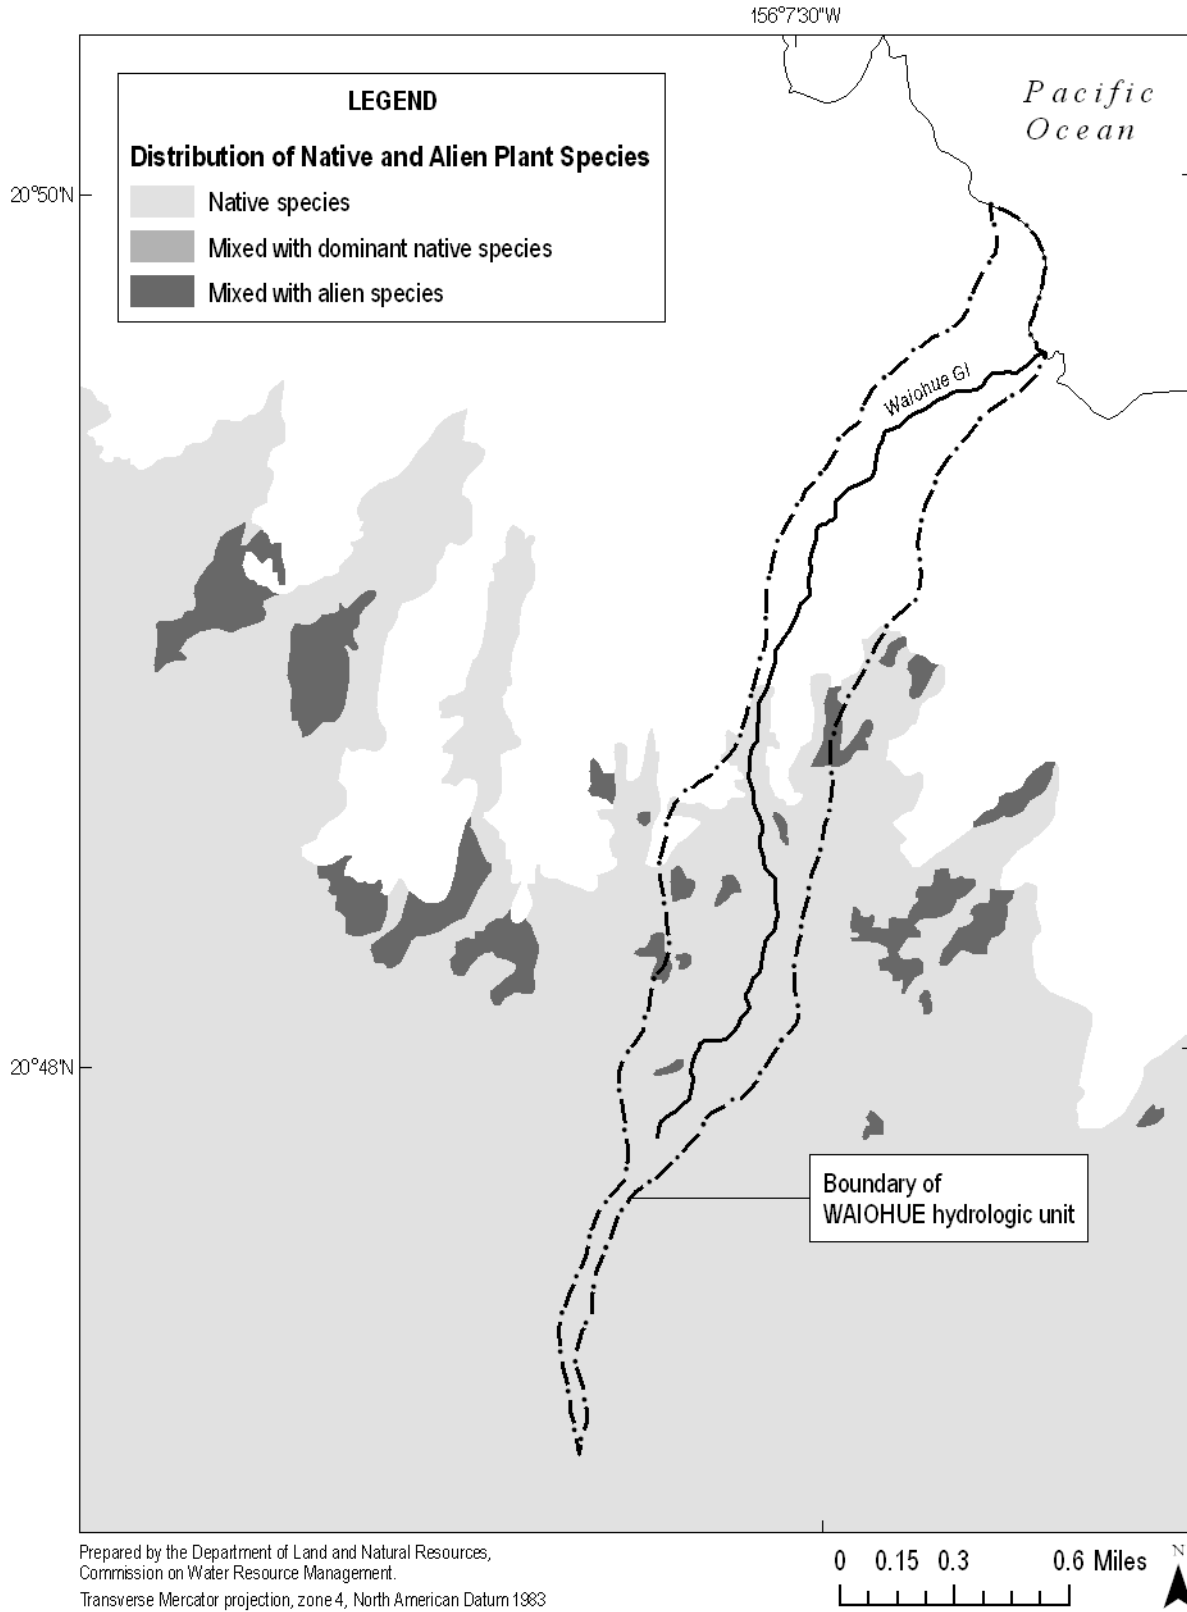 156°7'30"W
Pacific
Ocean
LEGEND
Distribution of Native and Alien Plant Species
Native species
Mixed with dominant native species
Mixed with alien species
20°50'N
Waiohue Gl
20°48'N
Boundary of
WAIOHUE hydrologic unit
Prepared by the Department of Land and Natural Resources,
Commission on Water Resource Management.
Transverse Mercator projection, zone 4, North American Datum 1983
0 0.15 0.3 0.6 Miles
N